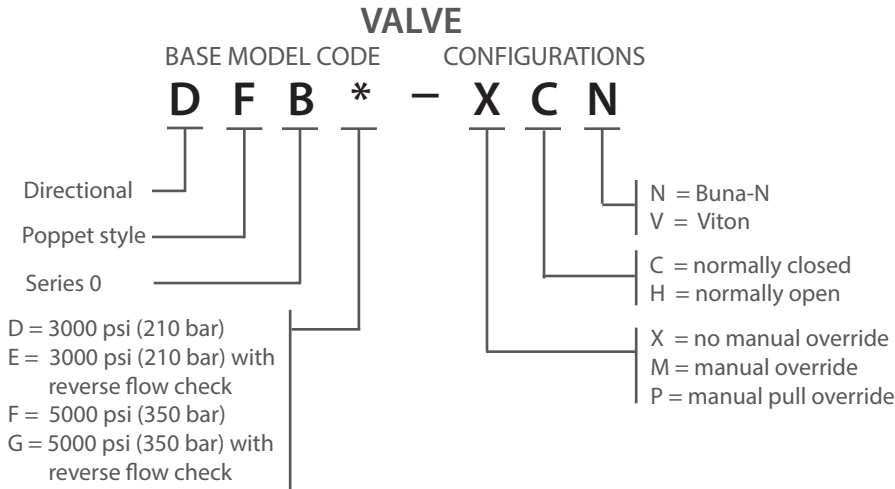 VALVE
BASE MODEL CODE CONFIGURATIONS
D F B * – X C N
Directional
Poppet style
Series 0
D = 3000 psi (210 bar)
E = 3000 psi (210 bar) with
reverse flow check
F = 5000 psi (350 bar)
G = 5000 psi (350 bar) with
reverse flow check
N = Buna-N
V = Viton
C = normally closed
H = normally open
X = no manual override
M = manual override
P = manual pull override